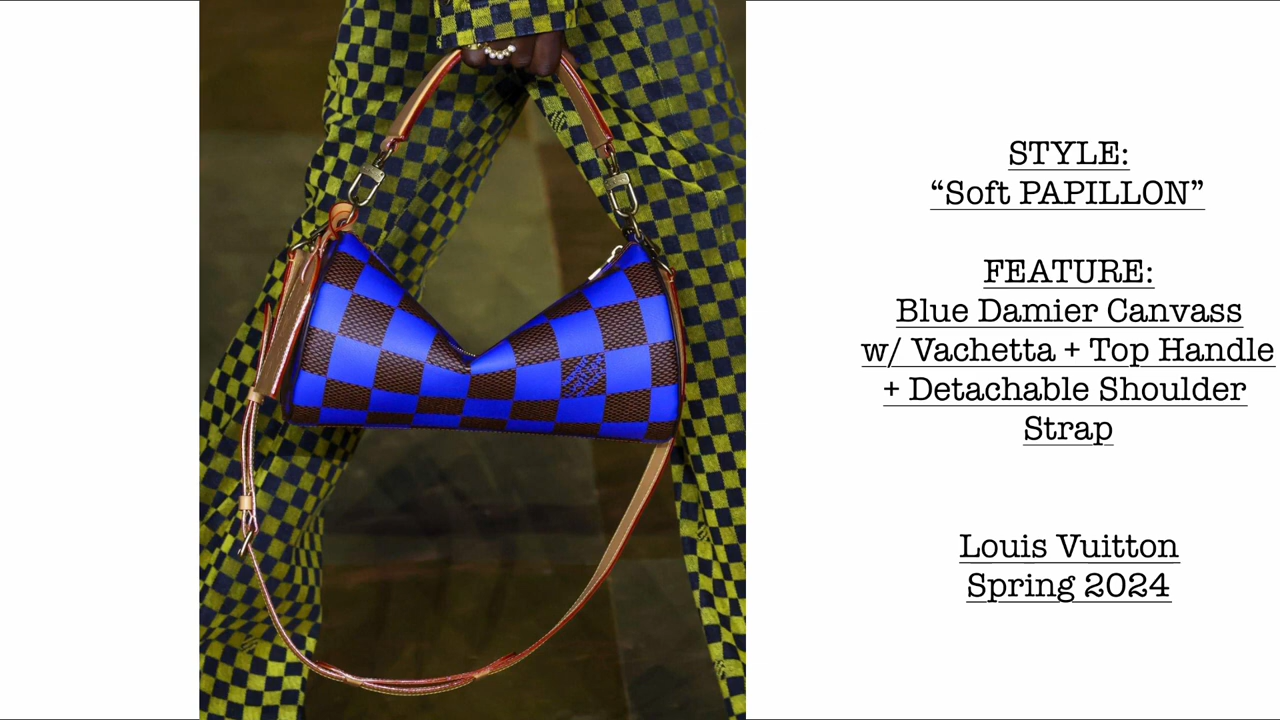 STYLE:
“Soft PAPILLON”
FEATURE:
Blue Damier Canvass
w/ Vachetta + Top Handle
+ Detachable Shoulder
Strap
Louis Vuitton
Spring 2024